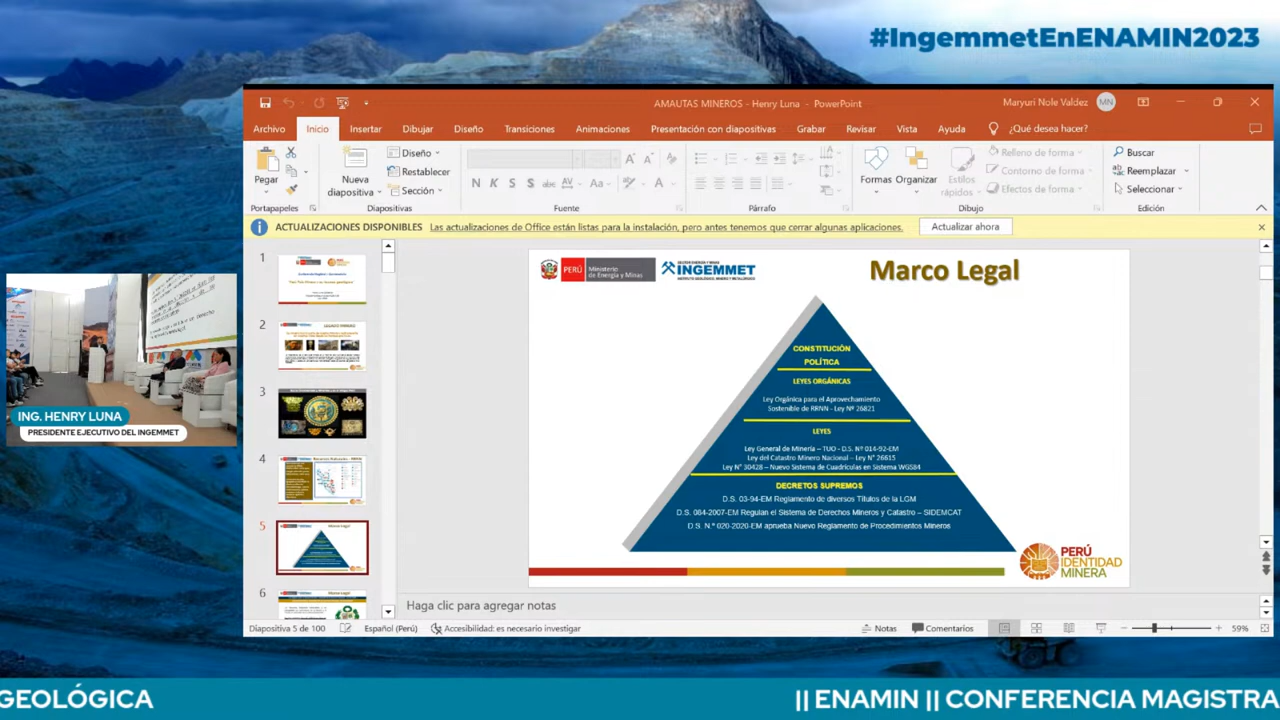 #IngemmetEnENAMIN2023
AMAUTAS MINEROS - Henry Luna - PowerPoint
Maryuri Nole Valdez
MN
Archivo
Inicio
Insertar
Dibujar
Diseño
Transiciones
Animaciones
Presentación con diapositivas
Grabar
Revisar
Vista
Ayuda
¿Qué desea hacer?
Pegar
Portapapeles
Nueva
diapositiva
Diseño
Restablecer
Sección
Diapositivas
N K S S abc AV Aa A
Fuente
Párrafo
Formas
Organizar
Estilos
rápidos
Relleno de forma
Contorno de forma
Efectos de forma
Dibujo
Buscar
Reemplazar
Seleccionar
Edición
ACTUALIZACIONES DISPONIBLES Las actualizaciones de Office están listas para la instalación, pero antes tenemos que cerrar algunas aplicaciones.
Actualizar ahora
1
2
3
4
5
6
PERÚ
Ministerio
de Energía y Minas
INGEMMET
Marco Legal
CONSTITUCIÓN
POLÍTICA
LEYES ORGÁNICAS
Ley Orgánica para el Aprovechamiento
Sostenible de RRNN - Ley Nº 26821
LEYES
Ley General de Minería – TUO - D.S. Nº 014-92-EM
Ley del Catastro Minero Nacional – Ley N° 26615
Ley N° 30428 – Nuevo Sistema de Cuadrículas en Sistema WGS84
DECRETOS SUPREMOS
D.S. 03-94-EM Reglamento de diversos Títulos de la LGM
D.S. 084-2007-EM Regulan el Sistema de Derechos Mineros y Catastro – SIDEMCAT
D.S. N.º 020-2020-EM aprueba Nuevo Reglamento de Procedimientos Mineros
PERÚ
IDENTIDAD
MINERA
Haga clic para agregar notas
Diapositiva 5 de 100
Español (Perú)
Accesibilidad: es necesario investigar
Notas
Comentarios
59%
ING. HENRY LUNA
PRESIDENTE EJECUTIVO DEL INGEMMET
GEOLÓGICA
|| ENAMIN || CONFERENCIA MAGISTRA